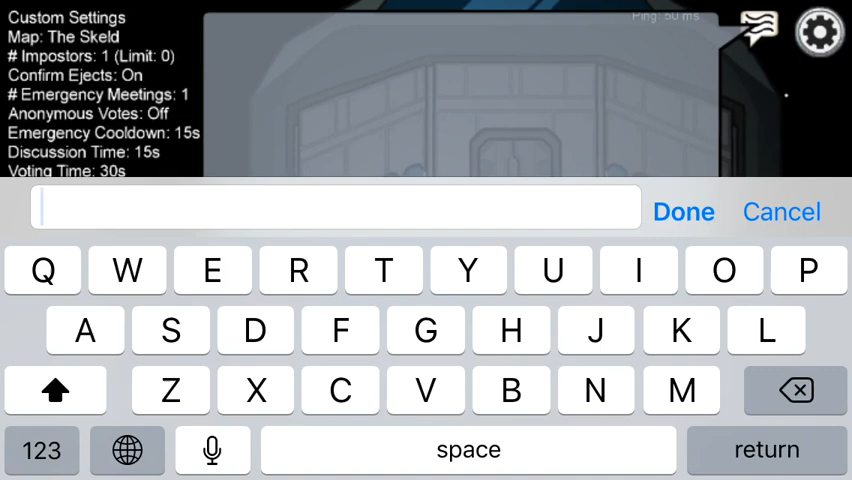 Custom Settings
Map: The Skeld
# Impostors: 1 (Limit: 0)
Confirm Ejects: On
# Emergency Meetings: 1
Anonymous Votes: Off
Emergency Cooldown: 15s
Discussion Time: 15s
Voting Time: 30s
Ping: 50 ms
Done Cancel
Q W E R T Y U I O P
A S D F G H J K L
Z X C V B N M
123 space return